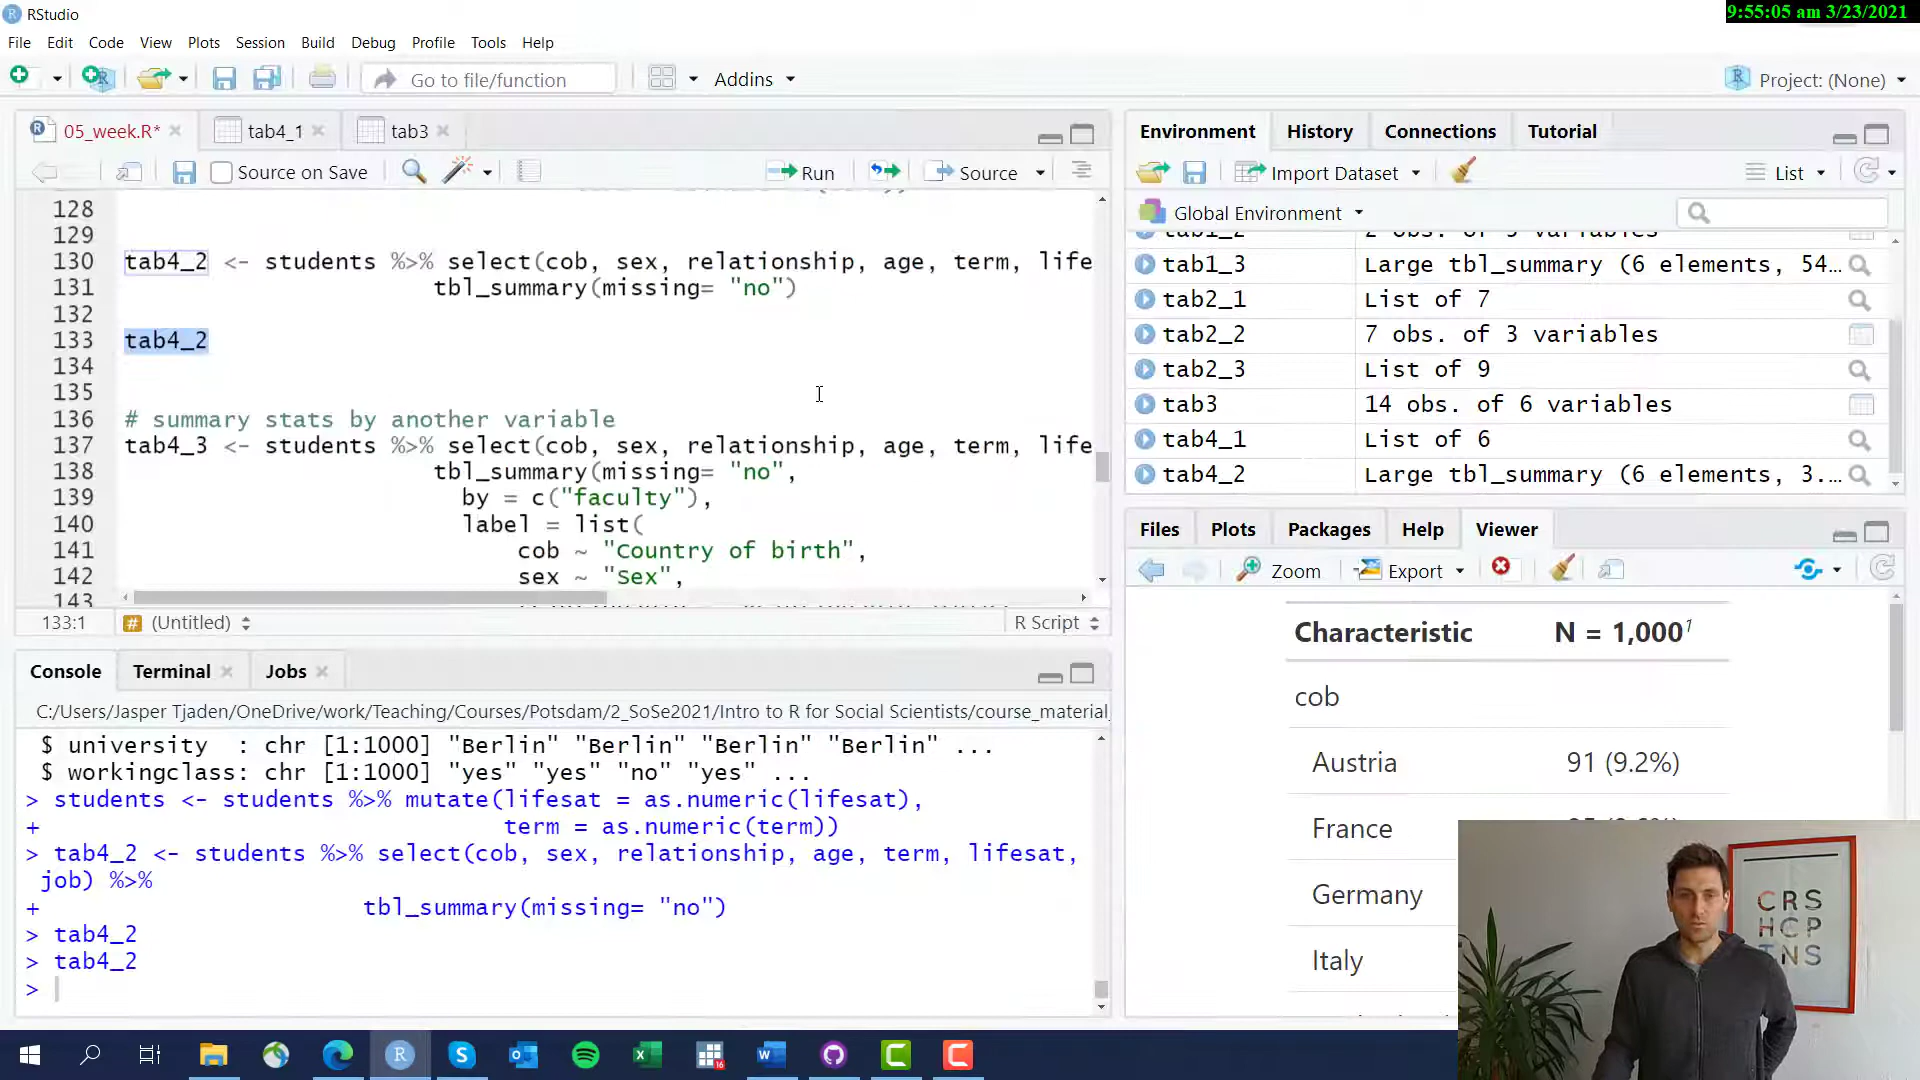 RStudio
9:55:05 am 3/23/2021
File Edit Code View Plots Session Build Debug Profile Tools Help
Go to file/function
Addins
Project: (None)
05_week.R*
tab4_1
tab3
Source on Save
Run
Source
128
129
130 tab4_2 <- students %>% select(cob, sex, relationship, age, term, life
131 tbl_summary(missing= "no")
132
133 tab4_2
134
135
136 # summary stats by another variable
137 tab4_3 <- students %>% select(cob, sex, relationship, age, term, life
138 tbl_summary(missing= "no",
139 by = c("faculty"),
140 label = list(
141 cob ~ "Country of birth",
142 sex ~ "Sex",
143
133:1
# (Untitled)
R Script
Environment History Connections Tutorial
Import Dataset
List
Global Environment
tab1_2 2 obs. of 5 variables
tab1_3 Large tbl_summary (6 elements, 54...
tab2_1 List of 7
tab2_2 7 obs. of 3 variables
tab2_3 List of 9
tab3 14 obs. of 6 variables
tab4_1 List of 6
tab4_2 Large tbl_summary (6 elements, 3....
Console Terminal Jobs
C:/Users/Jasper Tjaden/OneDrive/work/Teaching/Courses/Potsdam/2_SoSe2021/Intro to R for Social Scientists/course_material
$ university : chr [1:1000] "Berlin" "Berlin" "Berlin" "Berlin" ...
$ workingclass: chr [1:1000] "yes" "yes" "no" "yes" ...
> students <- students %>% mutate(lifesat = as.numeric(lifesat),
+ term = as.numeric(term))
> tab4_2 <- students %>% select(cob, sex, relationship, age, term, lifesat,
job) %>%
+ tbl_summary(missing= "no")
> tab4_2
> tab4_2
>
Files Plots Packages Help Viewer
Zoom
Export
Characteristic N = 1,000¹
cob
Austria 91 (9.2%)
France
Germany
Italy
CRS
HCP
INS